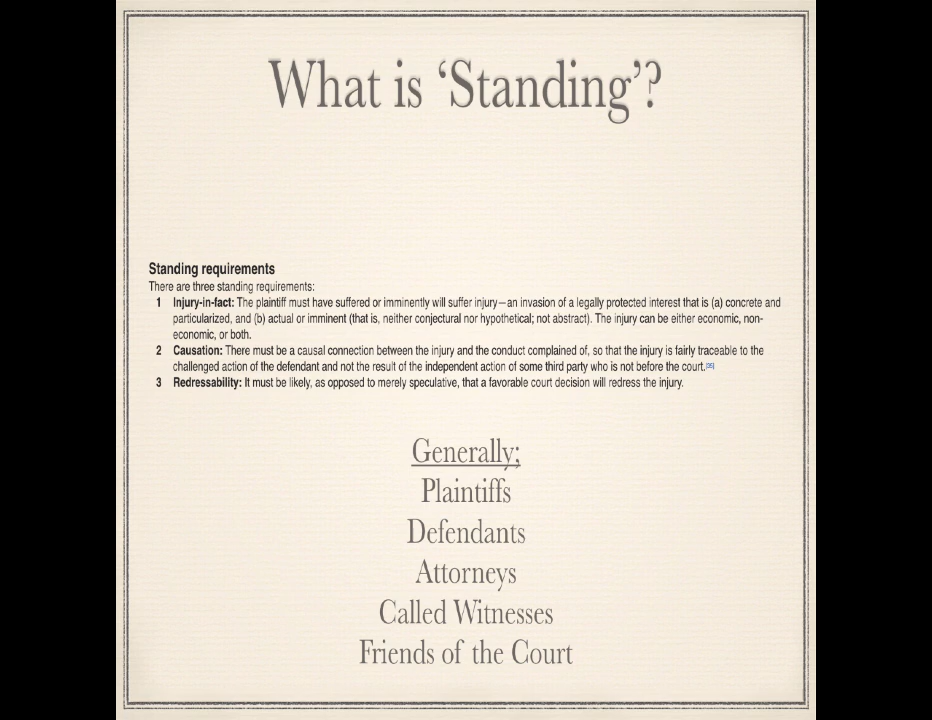 What is ‘Standing’?
Standing requirements
There are three standing requirements:
1 Injury-in-fact: The plaintiff must have suffered or imminently will suffer injury—an invasion of a legally protected interest that is (a) concrete and
particularized, and (b) actual or imminent (that is, neither conjectural nor hypothetical; not abstract). The injury can be either economic, non-
economic, or both.
2 Causation: There must be a causal connection between the injury and the conduct complained of, so that the injury is fairly traceable to the
challenged action of the defendant and not the result of the independent action of some third party who is not before the court.
3 Redressability: It must be likely, as opposed to merely speculative, that a favorable court decision will redress the injury.
Generally;
Plaintiffs
Defendants
Attorneys
Called Witnesses
Friends of the Court